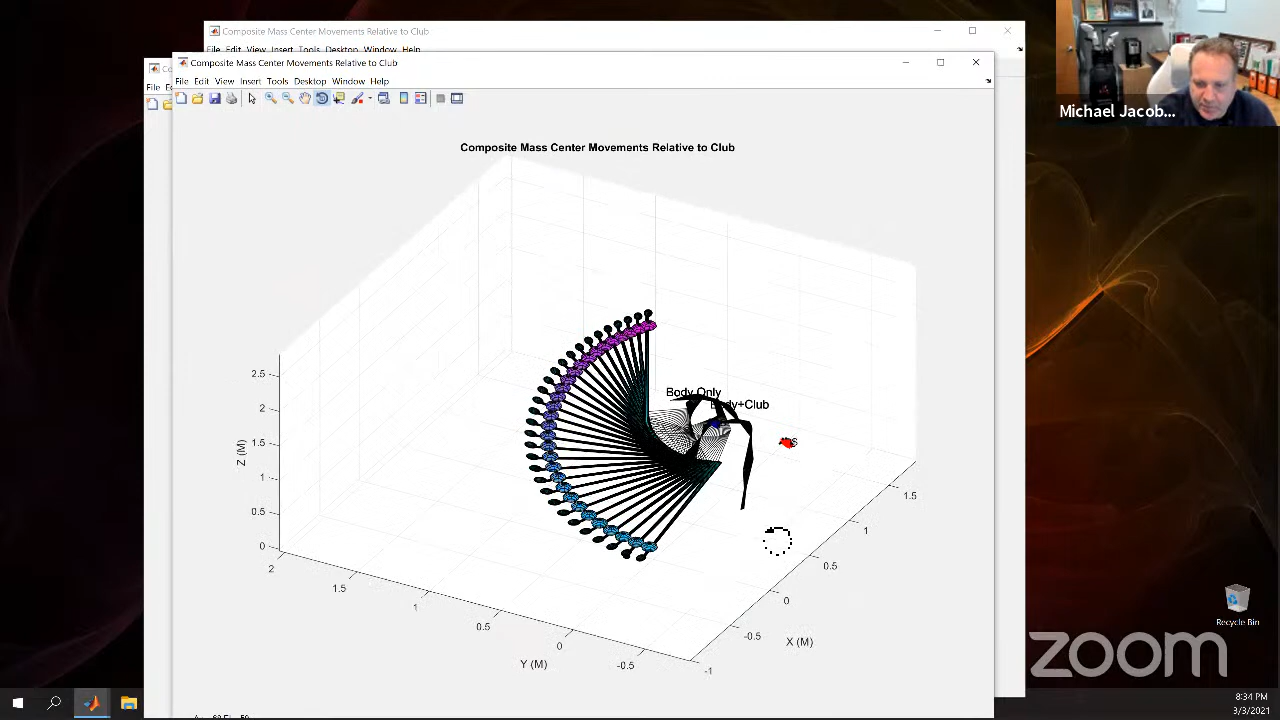 Composite Mass Center Movements Relative to Club
File Edit View Insert Tools Desktop Window Help
Composite Mass Center Movements Relative to Club
File Edit View Insert Tools Desktop Window Help
Michael Jacob...
Composite Mass Center Movements Relative to Club
Body Only
Body+Club
2.5
2
1.5
1
0.5
0
Z (M)
2
1.5
1
0.5
0
-0.5
Y (M)
-1
-0.5
0
0.5
1
1.5
X (M)
Recycle Bin
zoom
8:34 PM
3/3/2021